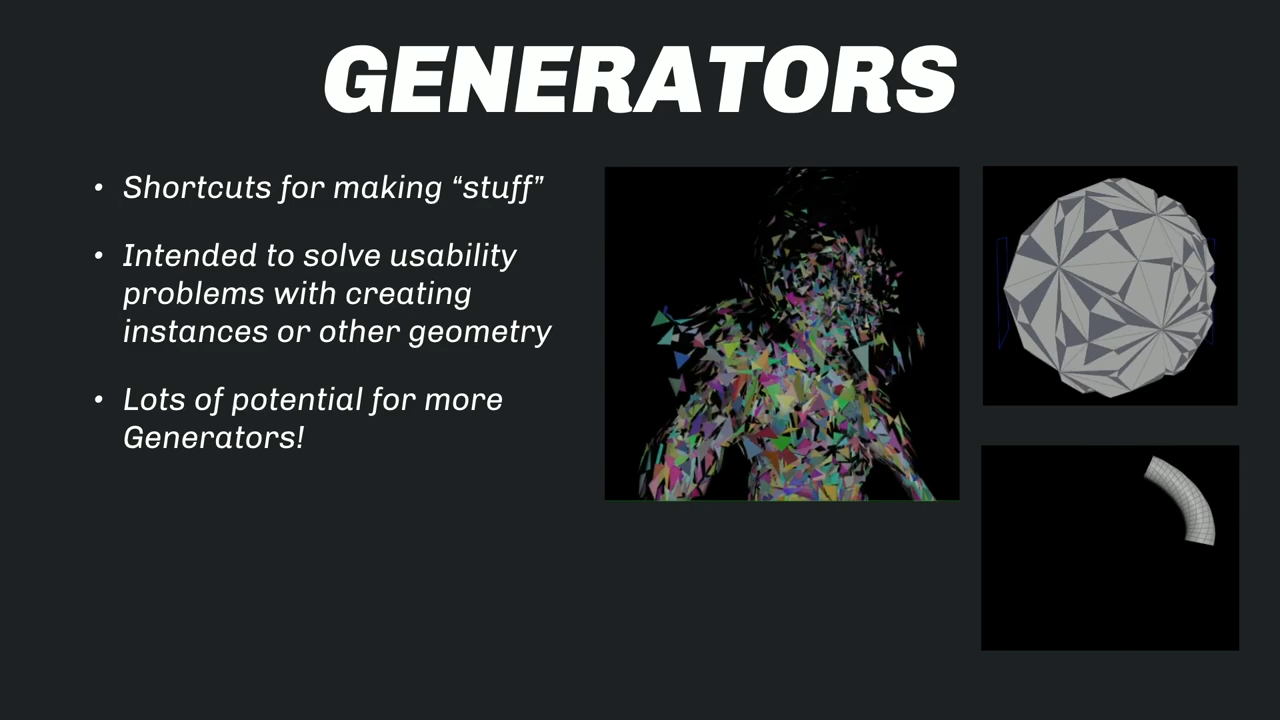 GENERATORS
• Shortcuts for making “stuff”
• Intended to solve usability
problems with creating
instances or other geometry
• Lots of potential for more
Generators!